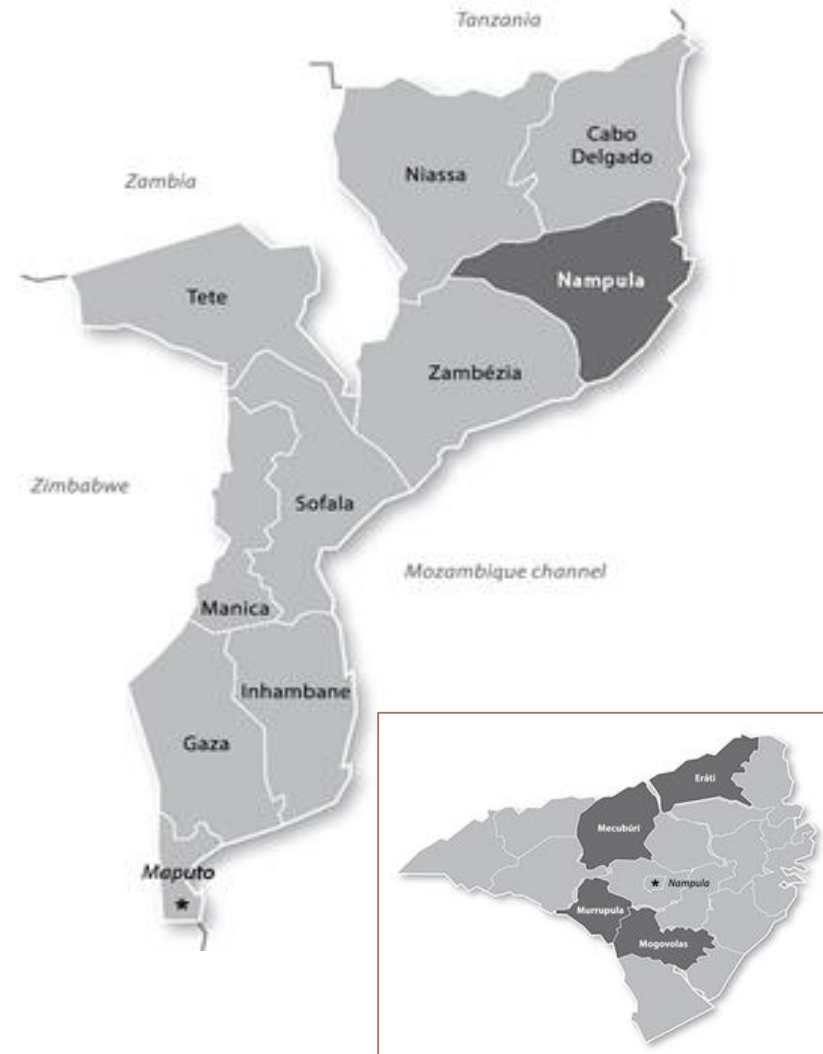 Tanzania
Cabo
Delgado
Niassa
Zambia
Nampula
Tete
Zambézia
Zimbabwe
Sofala
Mozambique channel
Manica
Inhambane
Gaza
Maputo
Eráti
Mecubúri
Nampula
Murrupula
Mogovolas